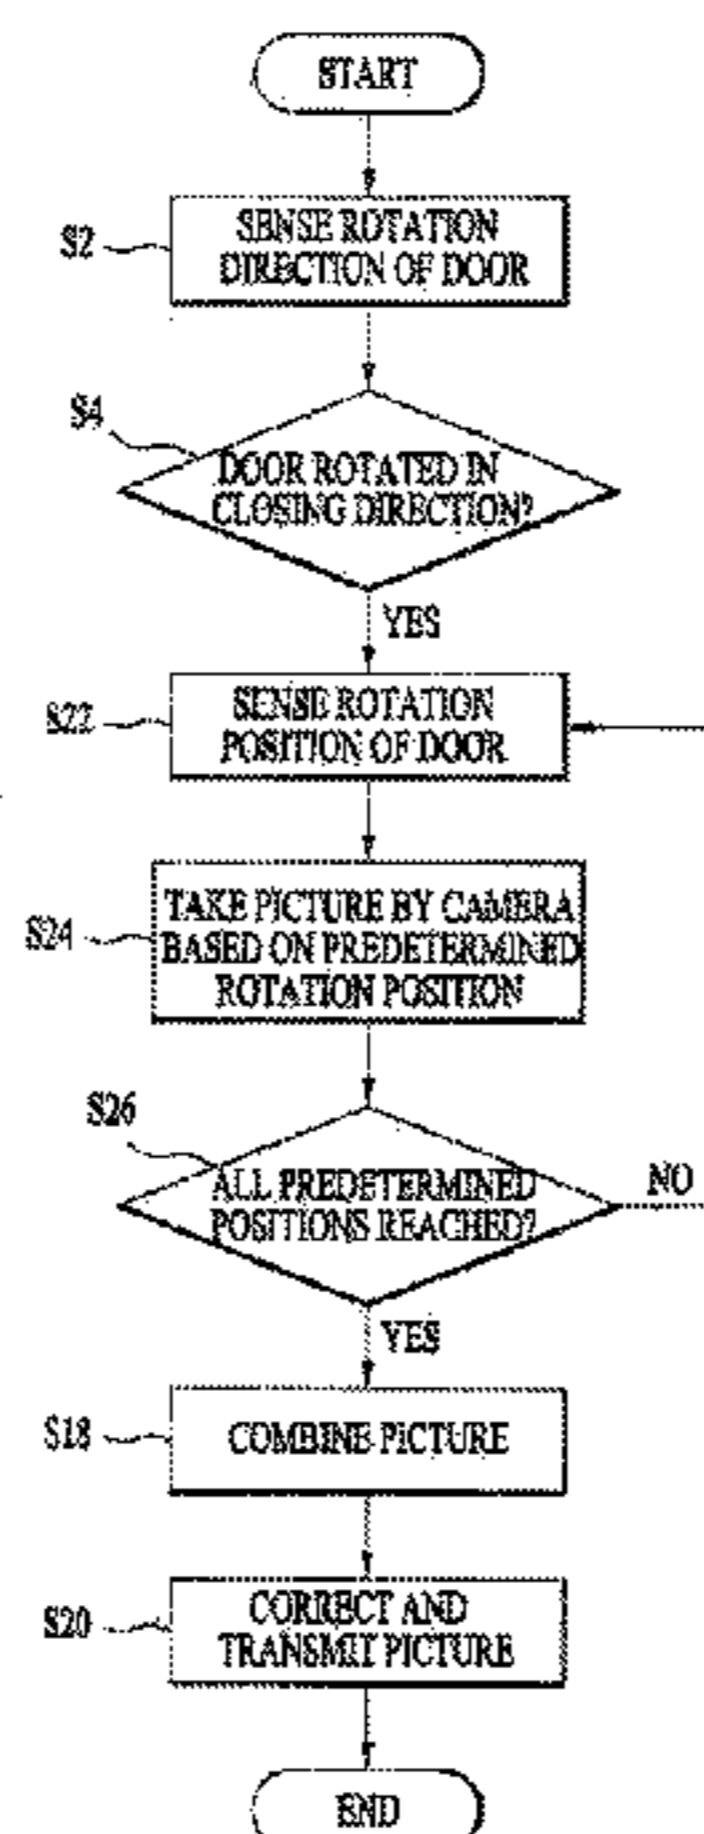 START
S2
SENSE ROTATION
DIRECTION OF DOOR
S4
DOOR ROTATED IN
CLOSING DIRECTION?
YES
S22
SENSE ROTATION
POSITION OF DOOR
S24
TAKE PICTURE BY CAMERA
BASED ON PREDETERMINED
ROTATION POSITION
S26
ALL PREDETERMINED
POSITIONS REACHED?
NO
YES
S18
COMBINE PICTURE
S20
CORRECT AND
TRANSMIT PICTURE
END